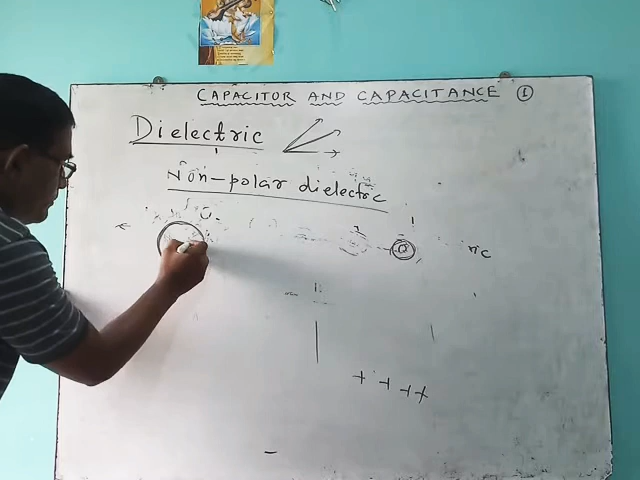 CAPACITOR AND CAPACITANCE ①
Dielectric
Non-polar dielectric
+ + + +